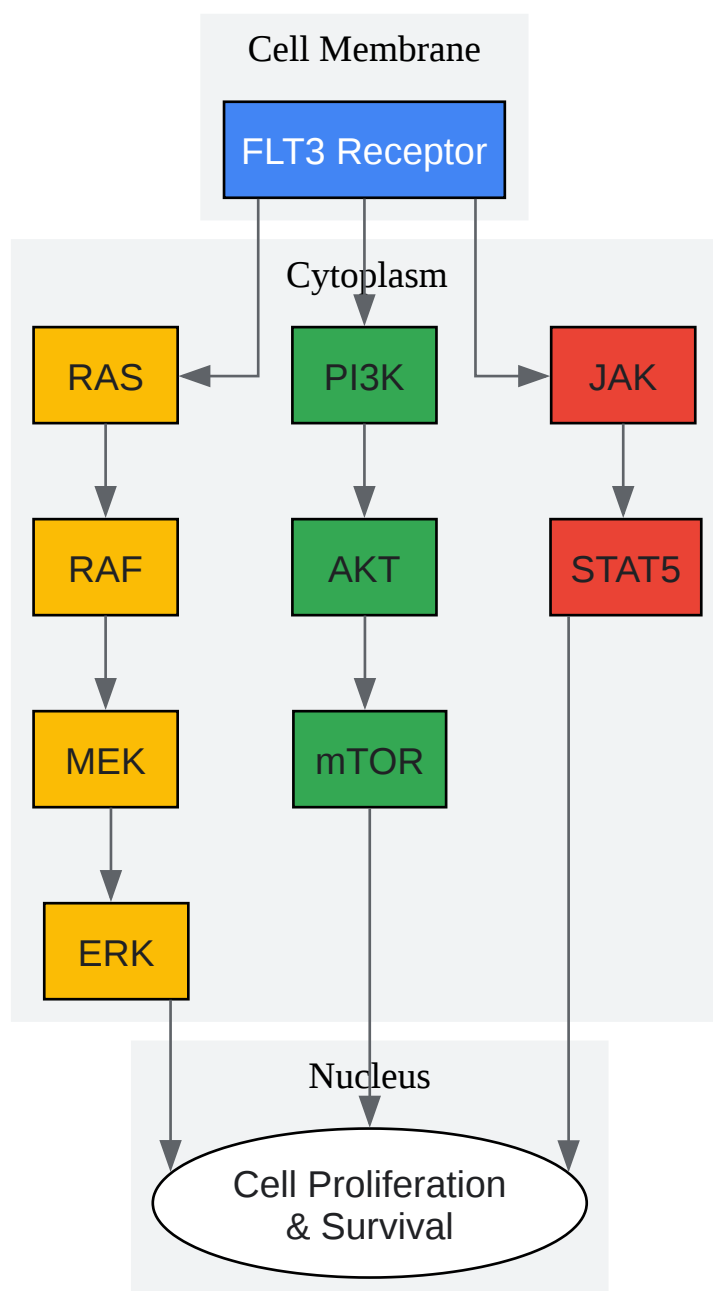 Cell Membrane
FLT3 Receptor
Cytoplasm
RAS
PI3K
JAK
RAF
AKT
STAT5
MEK
mTOR
ERK
Nucleus
Cell Proliferation
& Survival